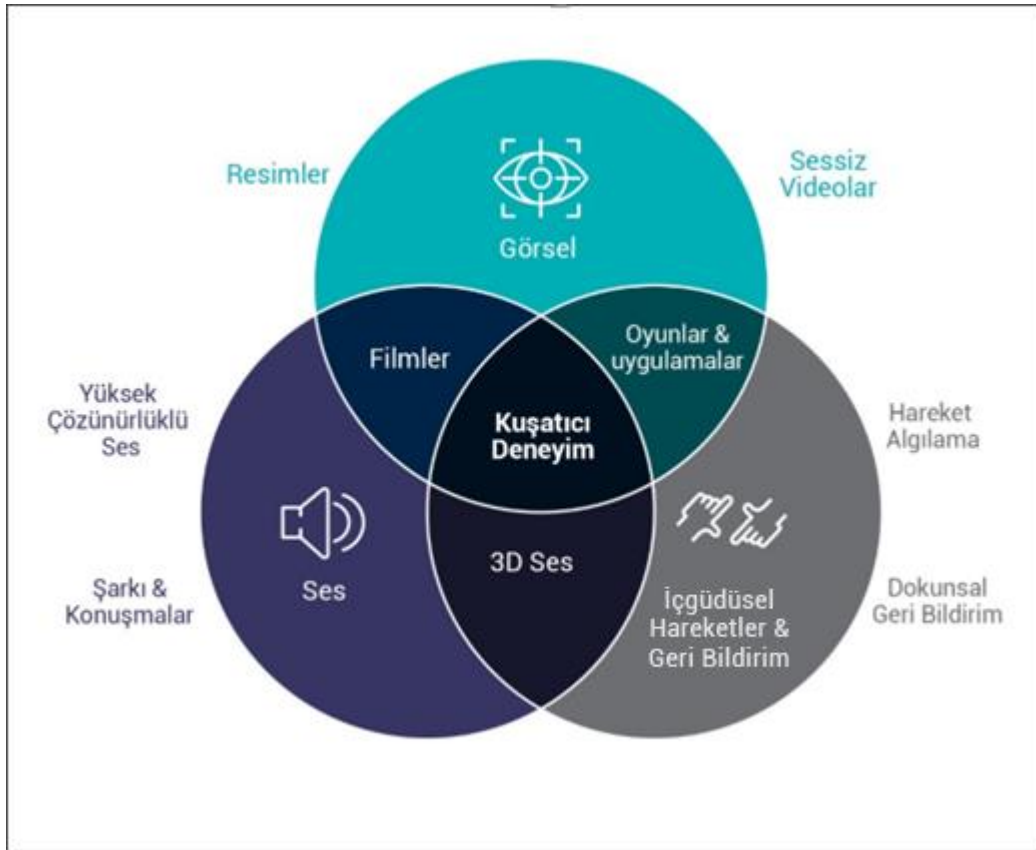 Resimler
Sessiz
Videolar
Görsel
Filmler
Oyunlar &
uygulamalar
Yüksek
Çözünürlüklü
Ses
Kuşatıcı
Deneyim
Hareket
Algılama
Şarkı &
Konuşmalar
Ses
3D Ses
İçgüdüsel
Hareketler &
Geri Bildirim
Dokunsal
Geri Bildirim